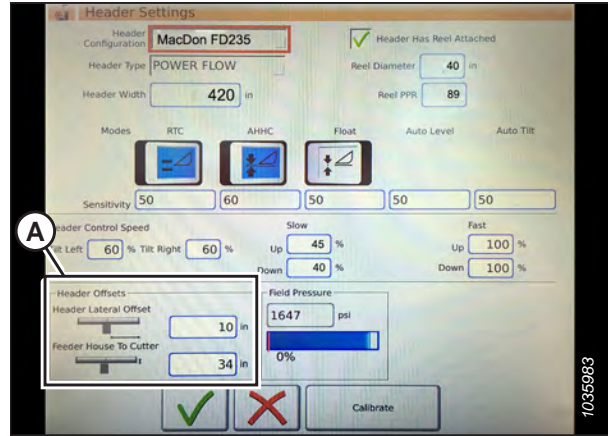 Header Settings
Header Configuration MacDon FD235
Header Has Reel Attached
Header Type POWER FLOW
Reel Diameter 40 in
Header Width 420 in
Reel PPR 89
Modes RTC AHHC Float Auto Level Auto Tilt
Sensitivity 50 60 50 50 50
Header Control Speed
Slow Fast
Tilt Left 60 % Tilt Right 60 %
Up 45 % Up 100 %
Down 40 % Down 100 %
A
Header Offsets
Field Pressure
Header Lateral Offset
10 in
1647 psi
Feeder House To Cutter
34 in
0%
Calibrate
1035983